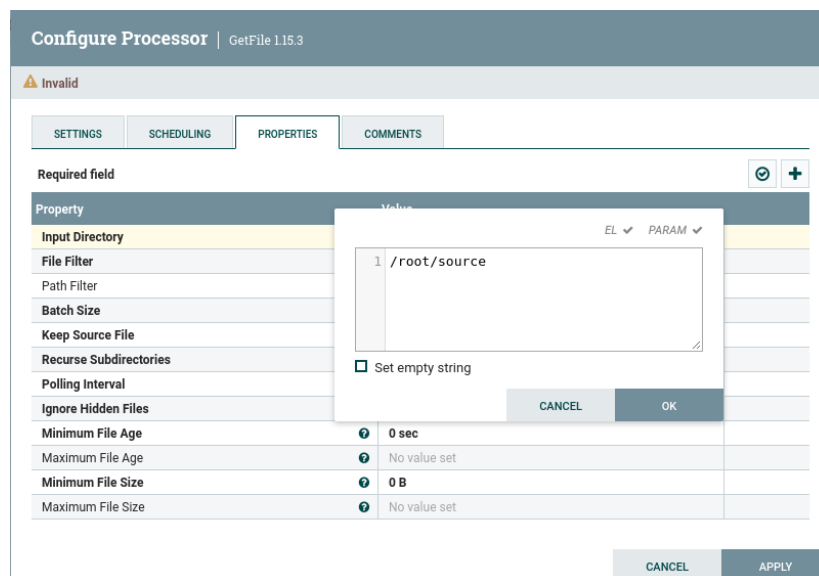 Configure Processor | GetFile 1.15.3
Invalid
SETTINGS SCHEDULING PROPERTIES COMMENTS
Required field
Property Value
EL PARAM
1 /root/source
Set empty string
CANCEL OK
Input Directory
File Filter
Path Filter
Batch Size
Keep Source File
Recurse Subdirectories
Polling Interval
Ignore Hidden Files
Minimum File Age 0 sec
Maximum File Age No value set
Minimum File Size 0 B
Maximum File Size No value set
CANCEL APPLY